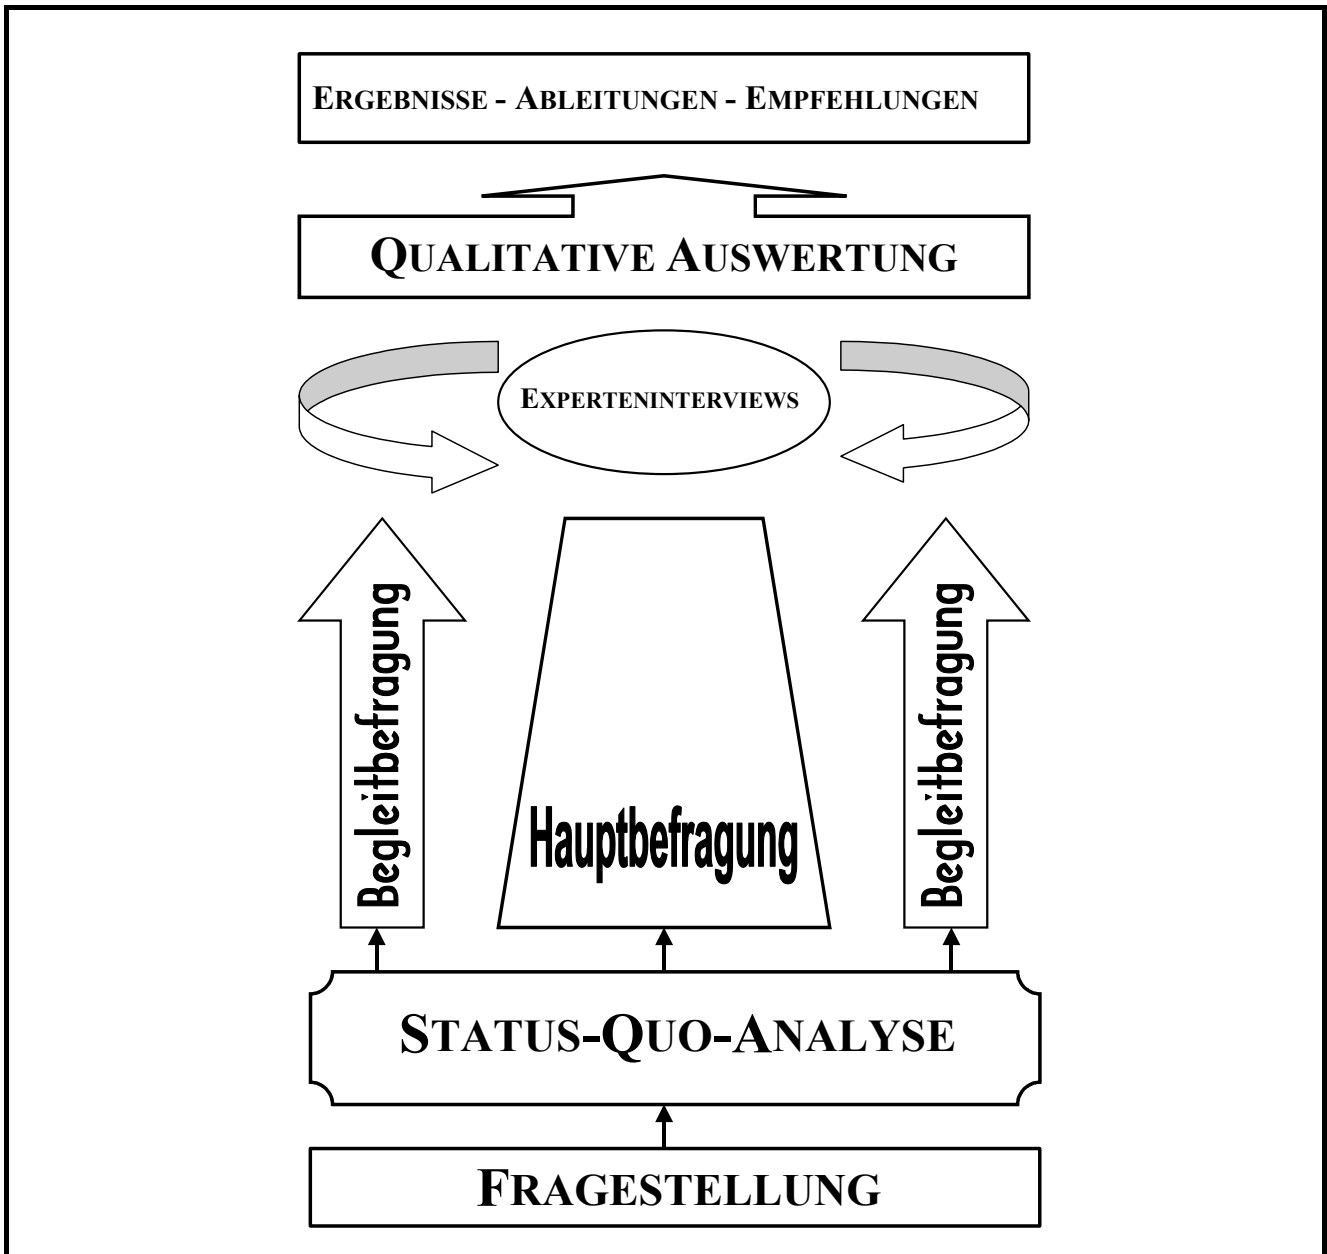 ERGEBNISSE - ABLEITUNGEN - EMPFEHLUNGEN
QUALITATIVE AUSWERTUNG
EXPERTENINTERVIEWS
Begleitbefragung
Hauptbefragung
Begleitbefragung
STATUS-QUO-ANALYSE
FRAGESTELLUNG